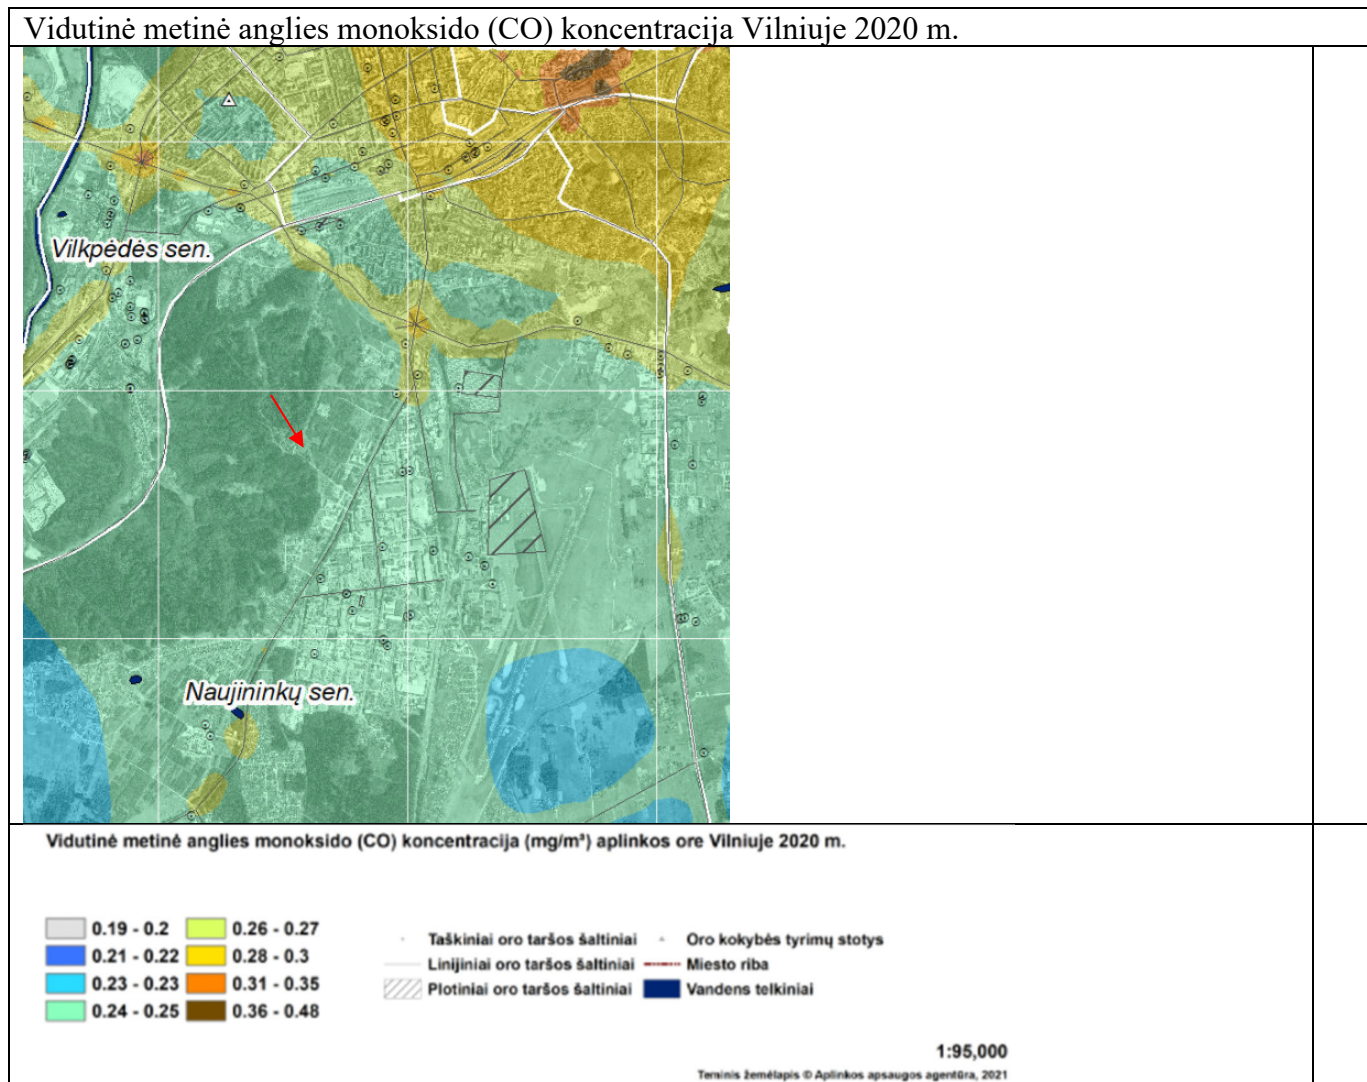 Vidutinė metinė anglies monoksido (CO) koncentracija Vilniuje 2020 m.
Vilkpėdės sen.
Naujininkų sen.
Vidutinė metinė anglies monoksido (CO) koncentracija (mg/m³) aplinkos ore Vilniuje 2020 m.
0.19 - 0.2
0.26 - 0.27
0.21 - 0.22
0.28 - 0.3
0.23 - 0.23
0.31 - 0.35
0.24 - 0.25
0.36 - 0.48
Taškiniai oro taršos šaltiniai
Oro kokybės tyrimų stotys
Linijiniai oro taršos šaltiniai
Miesto riba
Plotiniai oro taršos šaltiniai
Vandens telkiniai
1:95,000
Teminis žemėlapis © Aplinkos apsaugos agentūra, 2021